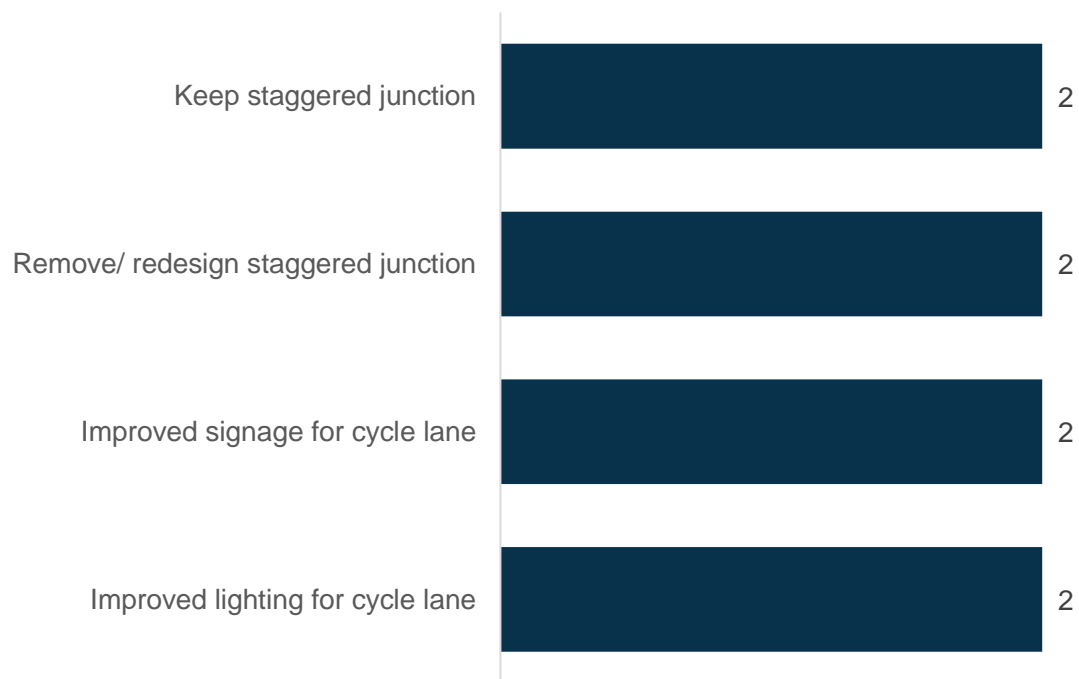 Keep staggered junction 2
Remove/ redesign staggered junction 2
Improved signage for cycle lane 2
Improved lighting for cycle lane 2